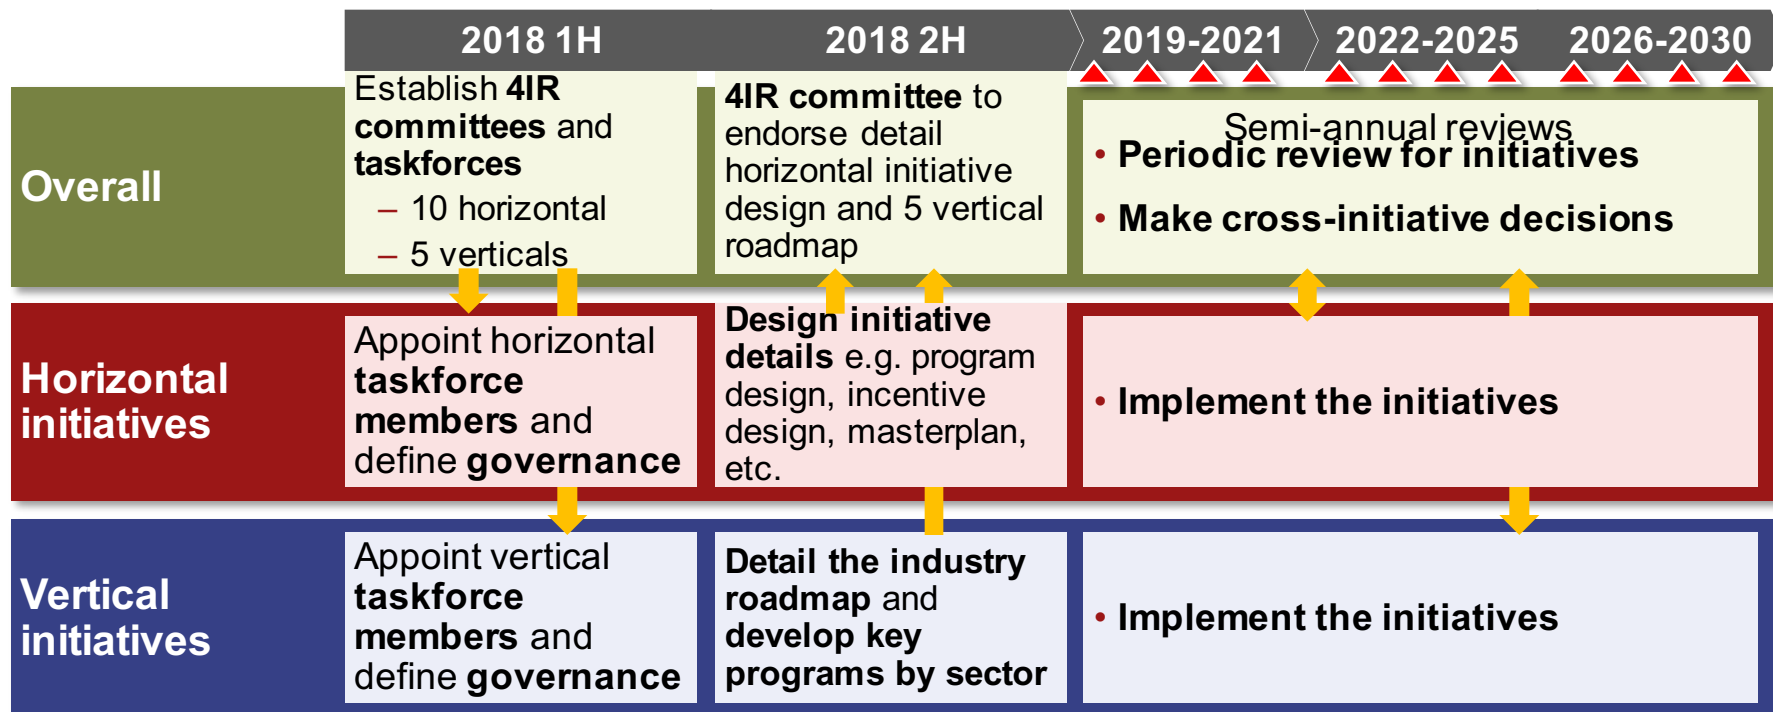 2018 1H
2018 2H
2019-2021
2022-2025
2026-2030
Overall
Establish 4IR
committees and
taskforces
– 10 horizontal
– 5 verticals
4IR committee to
endorse detail
horizontal initiative
design and 5 vertical
roadmap
Semi-annual reviews
• Periodic review for initiatives
• Make cross-initiative decisions
Horizontal
initiatives
Appoint horizontal
taskforce
members and
define governance
Design initiative
details e.g. program
design, incentive
design, masterplan,
etc.
• Implement the initiatives
Vertical
initiatives
Appoint vertical
taskforce
members and
define governance
Detail the industry
roadmap and
develop key
programs by sector
• Implement the initiatives